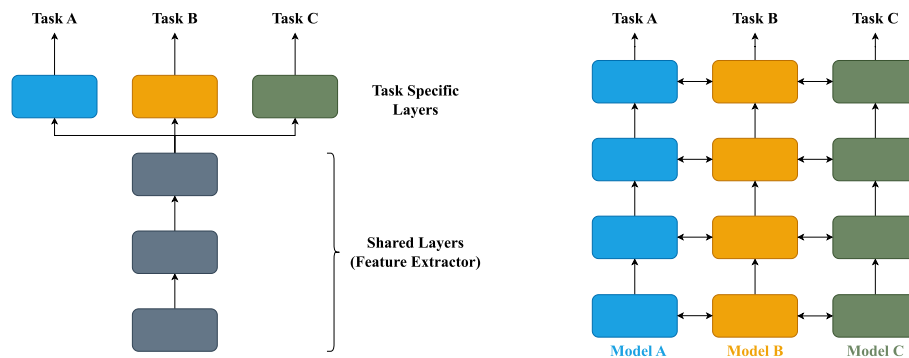 Task A
Task B
Task C
Task Specific
Layers
Shared Layers
(Feature Extractor)
Task A
Task B
Task C
Model A
Model B
Model C